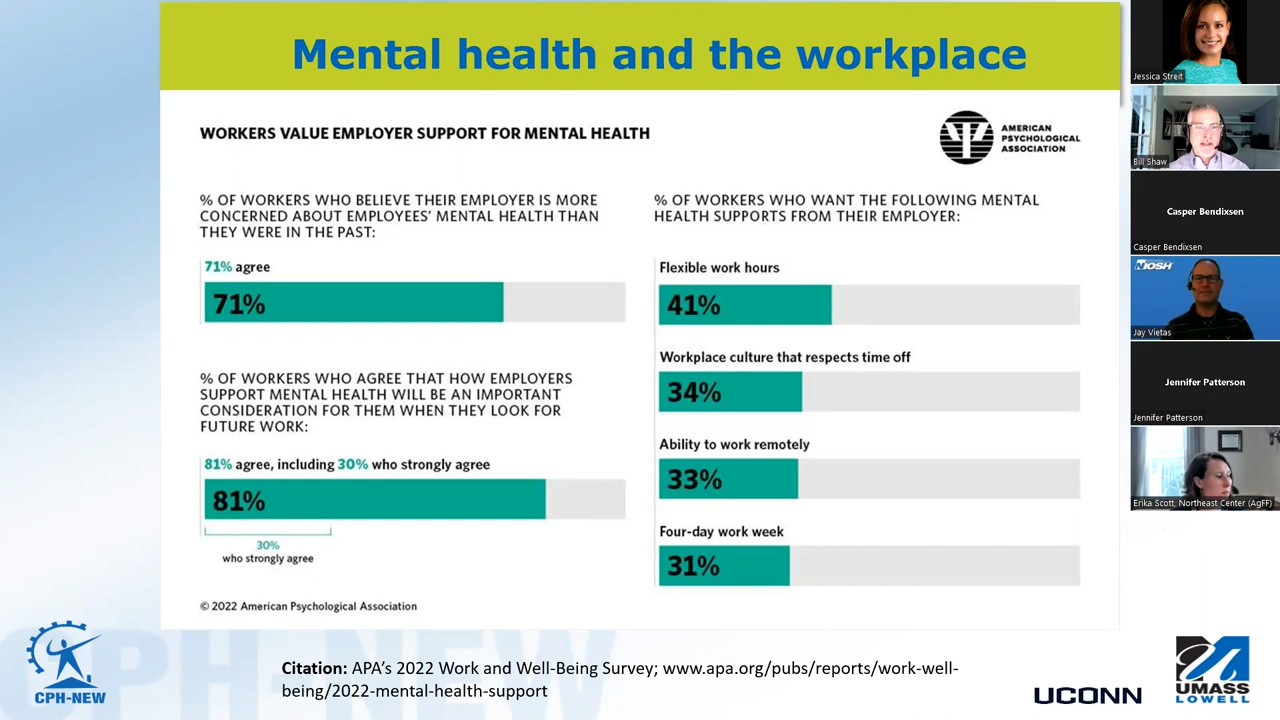 Mental health and the workplace
WORKERS VALUE EMPLOYER SUPPORT FOR MENTAL HEALTH
AMERICAN
PSYCHOLOGICAL
ASSOCIATION
% OF WORKERS WHO BELIEVE THEIR EMPLOYER IS MORE
CONCERNED ABOUT EMPLOYEES’ MENTAL HEALTH THAN
THEY WERE IN THE PAST:
71% agree
71%
% OF WORKERS WHO AGREE THAT HOW EMPLOYERS
SUPPORT MENTAL HEALTH WILL BE AN IMPORTANT
CONSIDERATION FOR THEM WHEN THEY LOOK FOR
FUTURE WORK:
81% agree, including 30% who strongly agree
81%
30%
who strongly agree
© 2022 American Psychological Association
% OF WORKERS WHO WANT THE FOLLOWING MENTAL
HEALTH SUPPORTS FROM THEIR EMPLOYER:
Flexible work hours
41%
Workplace culture that respects time off
34%
Ability to work remotely
33%
Four-day work week
31%
CPH-NEW
CPH-NEW
Citation: APA’s 2022 Work and Well-Being Survey; www.apa.org/pubs/reports/work-well-
being/2022-mental-health-support
UCONN
UMASS
LOWELL
Jessica Streit
Bill Shaw
Casper Bendixsen
Casper Bendixsen
NIOSH
Jay Vietas
Jennifer Patterson
Jennifer Patterson
Erika Scott, Northeast Center (AgFF)